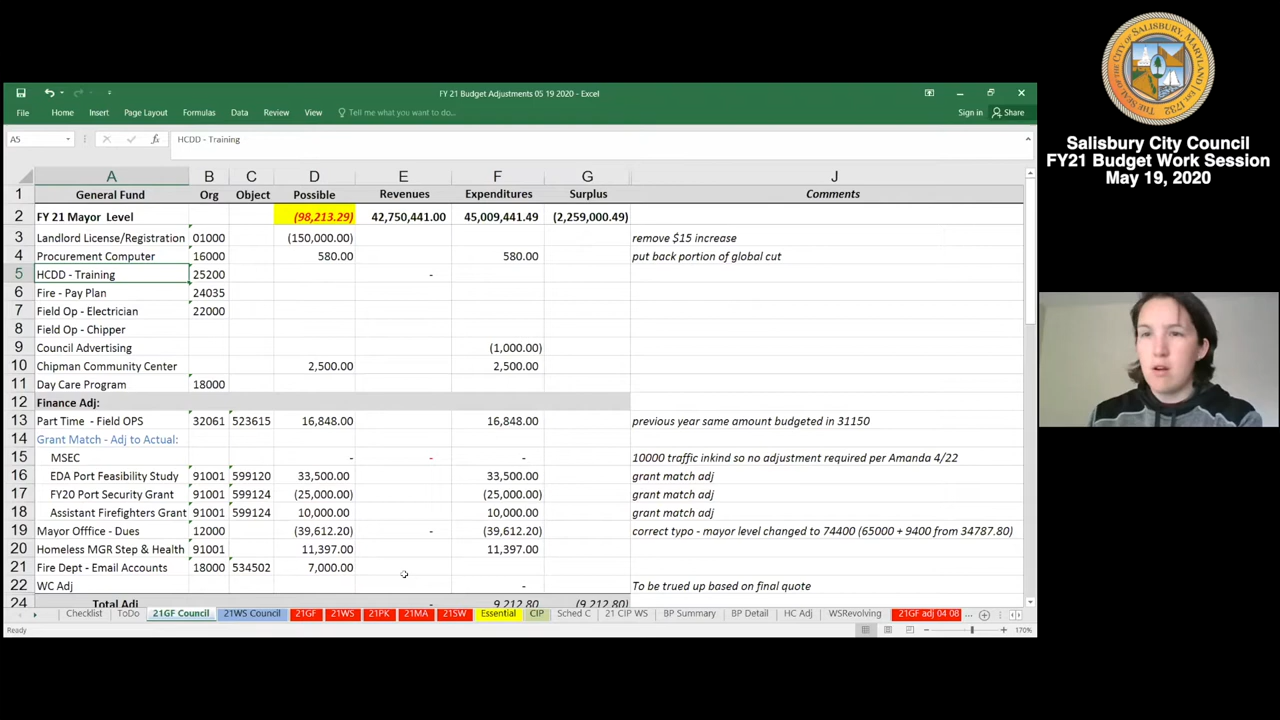 FY 21 Budget Adjustments 05 19 2020 - Excel
File Home Insert Page Layout Formulas Data Review View Tell me what you want to do... Sign in Share
A5 fx HCDD - Training
A B C D E F G J
1 General Fund Org Object Possible Revenues Expenditures Surplus Comments
2 FY 21 Mayor Level (98,213.29) 42,750,441.00 45,009,441.49 (2,259,000.49)
3 Landlord License/Registration 01000 (150,000.00) remove $15 increase
4 Procurement Computer 16000 580.00 580.00 put back portion of global cut
5 HCDD - Training 25200 -
6 Fire - Pay Plan 24035
7 Field Op - Electrician 22000
8 Field Op - Chipper
9 Council Advertising (1,000.00)
10 Chipman Community Center 2,500.00 2,500.00
11 Day Care Program 18000
12 Finance Adj:
13 Part Time - Field OPS 32061 523615 16,848.00 16,848.00 previous year same amount budgeted in 31150
14 Grant Match - Adj to Actual:
15 MSEC - - - 10000 traffic inkind so no adjustment required per Amanda 4/22
16 EDA Port Feasibility Study 91001 599120 33,500.00 33,500.00 grant match adj
17 FY20 Port Security Grant 91001 599124 (25,000.00) (25,000.00) grant match adj
18 Assistant Firefighters Grant 91001 599124 10,000.00 10,000.00 grant match adj
19 Mayor Offfice - Dues 12000 (39,612.20) - (39,612.20) correct typo - mayor level changed to 74400 (65000 + 9400 from 34787.80)
20 Homeless MGR Step & Health 91001 11,397.00 11,397.00
21 Fire Dept - Email Accounts 18000 534502 7,000.00
22 WC Adj - To be trued up based on final quote
24 Total Adj - 9,212.80 (9,212.80)
Checklist ToDo 21GF Council 21WS Council 21GF 21WS 21PK 21MA 21SW Essential CIP Sched C 21 CIP WS BP Summary BP Detail HC Adj WSRevolving 21GF adj 04 08 ...
Ready 170%
Salisbury City Council
FY21 Budget Work Session
May 19, 2020